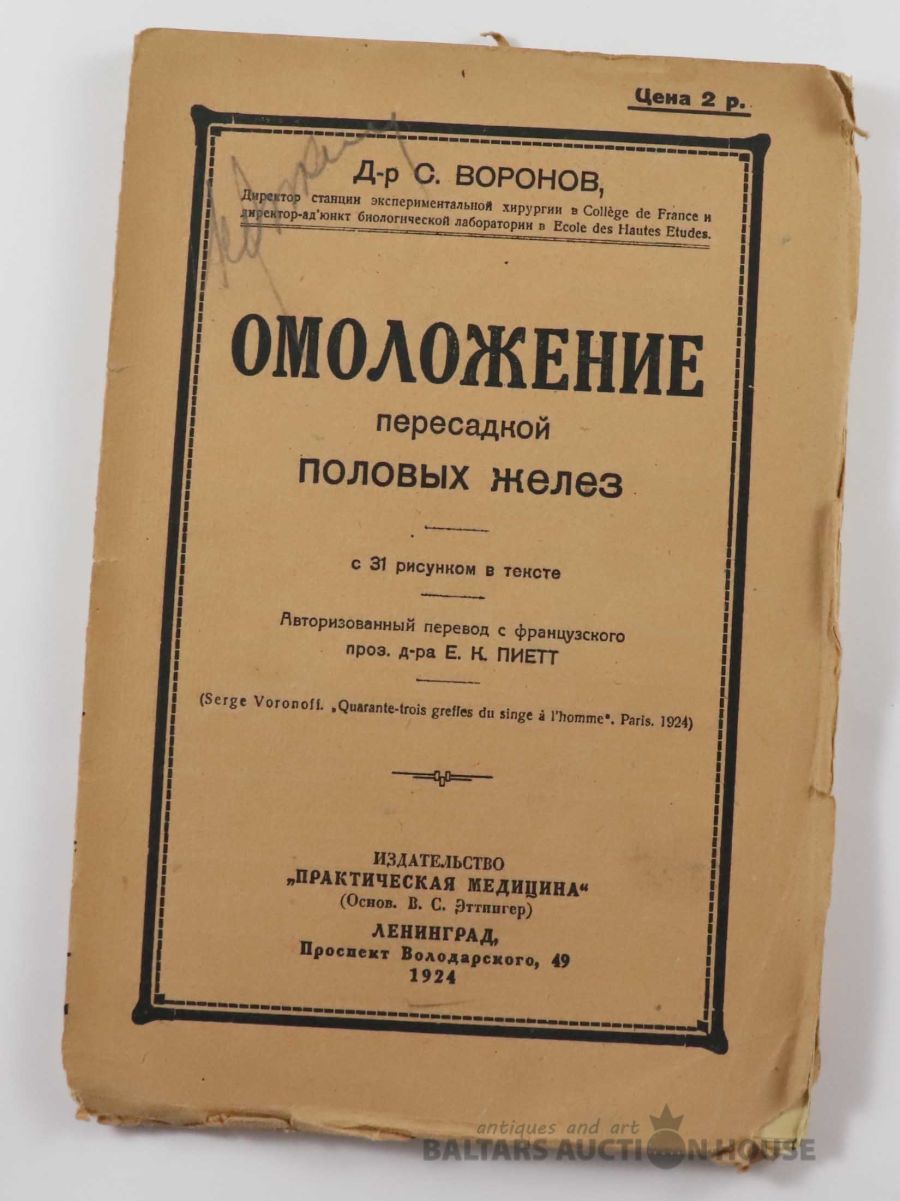 Цена 2 р.
Д-р С. ВОРОНОВ,
Директор станции экспериментальной хирургии в Collège de France и
директор-ад'юнкт биологической лаборатории в Ecole des Hautes Etudes.
ОМОЛОЖЕНИЕ
пересадкой
ПОЛОВЫХ желез
с 31 рисунком в тексте
Авторизованный перевод с французского
проз. д-ра Е. К. ПИЕТТ
(Serge Voronoff. „Quarante-trois greffes du singe à l'homme“. Paris. 1924)
ИЗДАТЕЛЬСТВО
„ПРАКТИЧЕСКАЯ МЕДИЦИНА“
(Основ. В. С. Эттингер)
ЛЕНИНГРАД,
Проспект Володарского, 49
1924
antiques and art
BALTARS AUCTION HOUSE